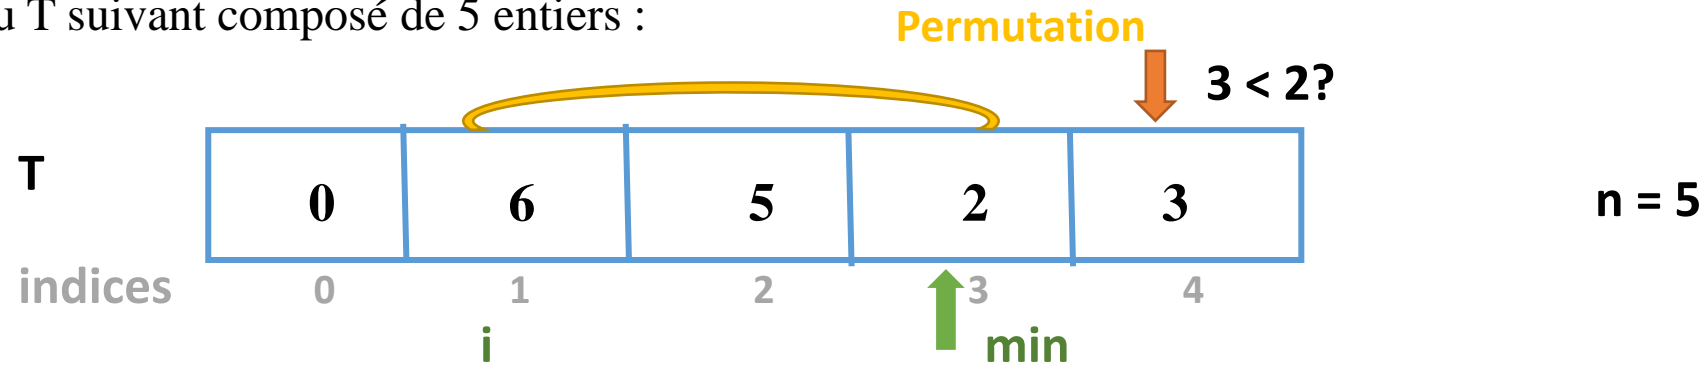 u T suivant composé de 5 entiers :
Permutation
3 < 2?
T
0 6 5 2 3
n = 5
indices
0 1 2 3 4
i
min